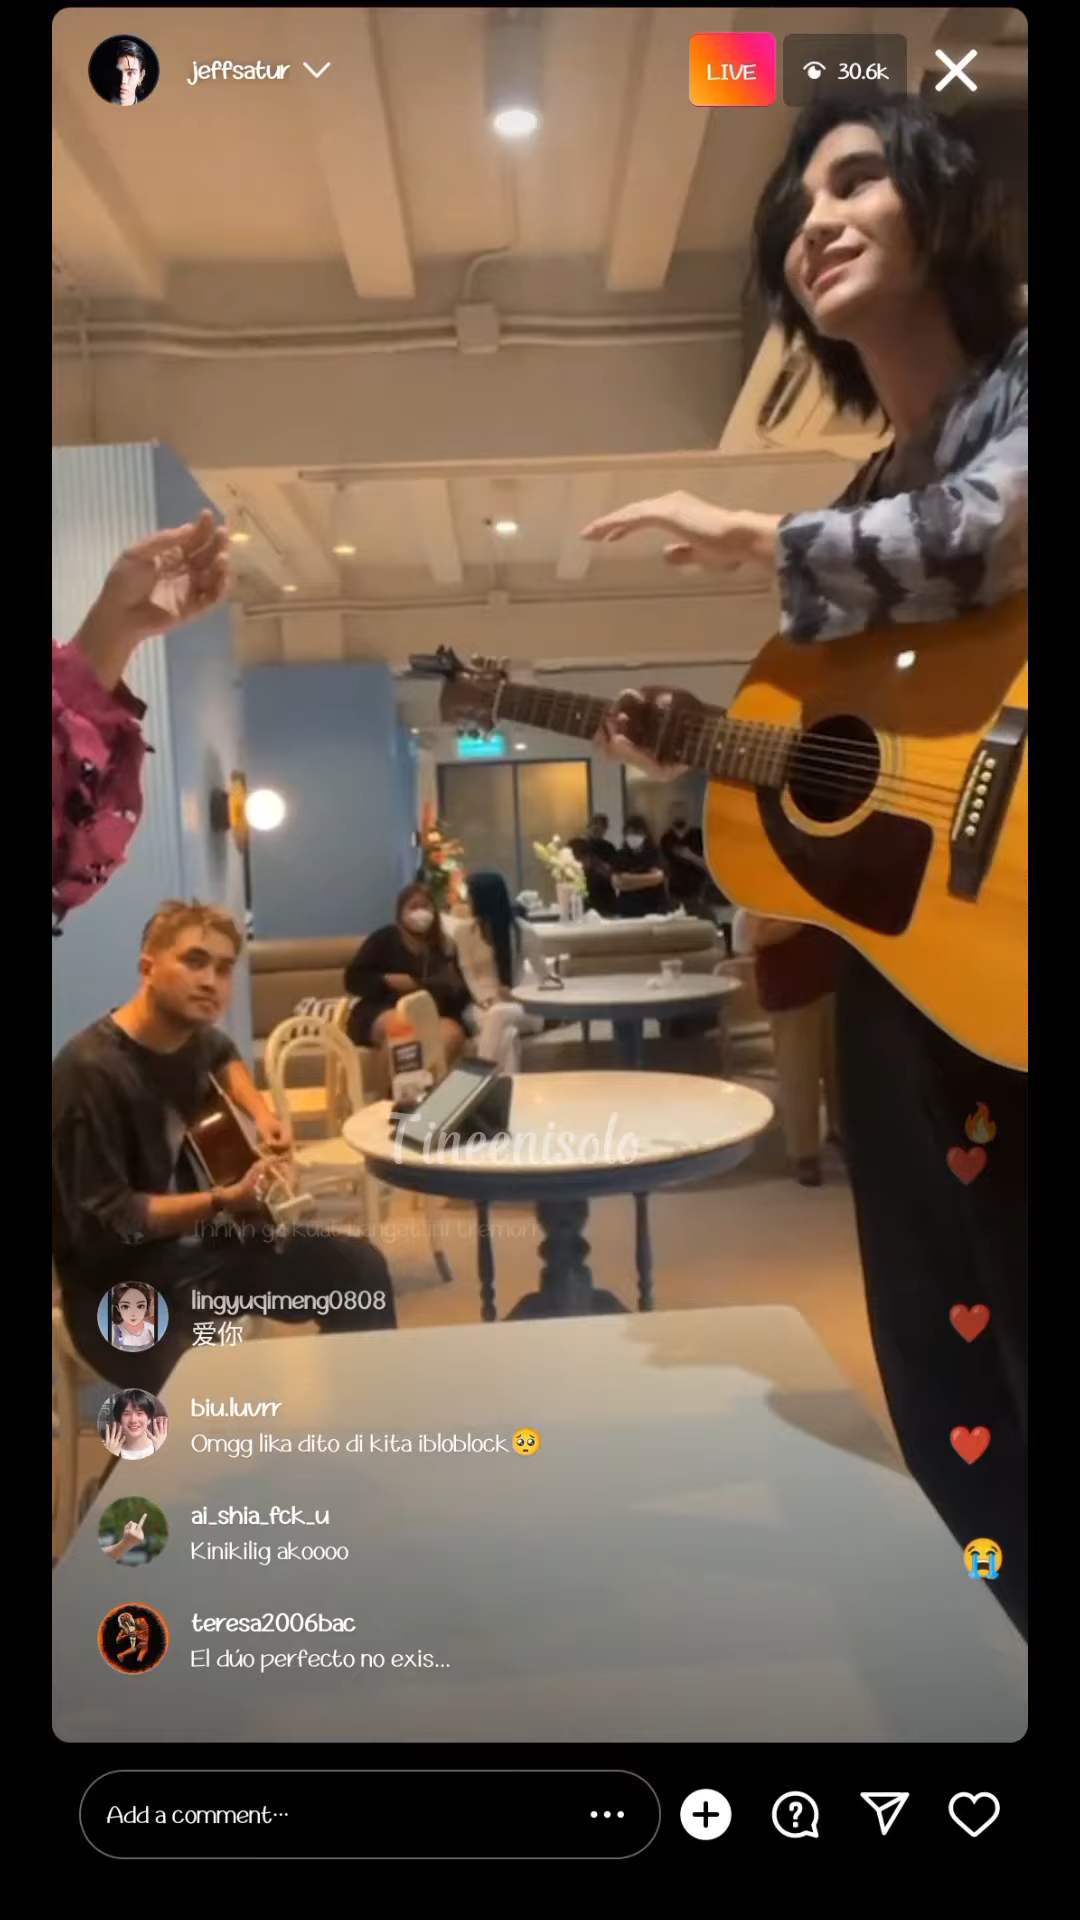 jeffsatur
LIVE
30.6k
Tineenisolo
lingyuqimeng0808
爱你
biu.luvrr
Omgg lika dito di kita ibloblock🥺
ai_shia_fck_u
Kinikilig akoooo
teresa2006bac
El dúo perfecto no exis...
Add a comment...